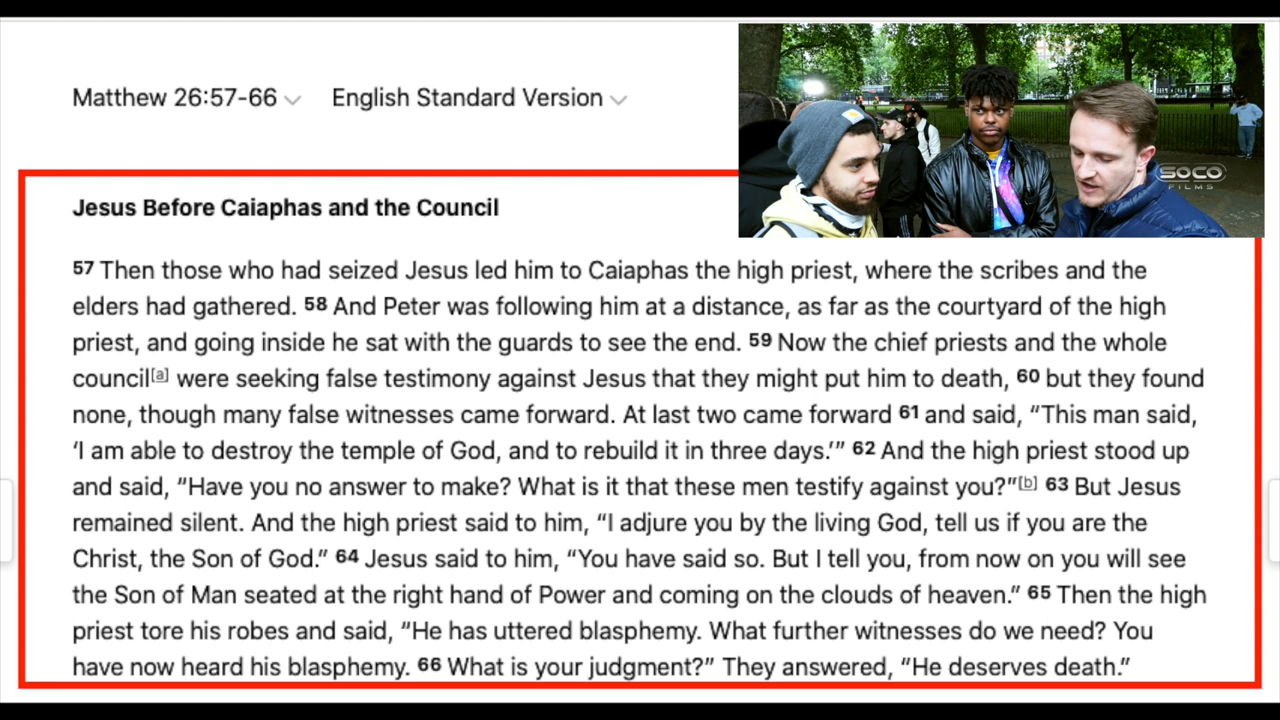 Matthew 26:57-66 English Standard Version
SOCO
FILMS
Jesus Before Caiaphas and the Council
57 Then those who had seized Jesus led him to Caiaphas the high priest, where the scribes and the
elders had gathered. 58 And Peter was following him at a distance, as far as the courtyard of the high
priest, and going inside he sat with the guards to see the end. 59 Now the chief priests and the whole
council[a] were seeking false testimony against Jesus that they might put him to death, 60 but they found
none, though many false witnesses came forward. At last two came forward 61 and said, “This man said,
‘I am able to destroy the temple of God, and to rebuild it in three days.’” 62 And the high priest stood up
and said, “Have you no answer to make? What is it that these men testify against you?”[b] 63 But Jesus
remained silent. And the high priest said to him, “I adjure you by the living God, tell us if you are the
Christ, the Son of God.” 64 Jesus said to him, “You have said so. But I tell you, from now on you will see
the Son of Man seated at the right hand of Power and coming on the clouds of heaven.” 65 Then the high
priest tore his robes and said, “He has uttered blasphemy. What further witnesses do we need? You
have now heard his blasphemy. 66 What is your judgment?” They answered, “He deserves death.”